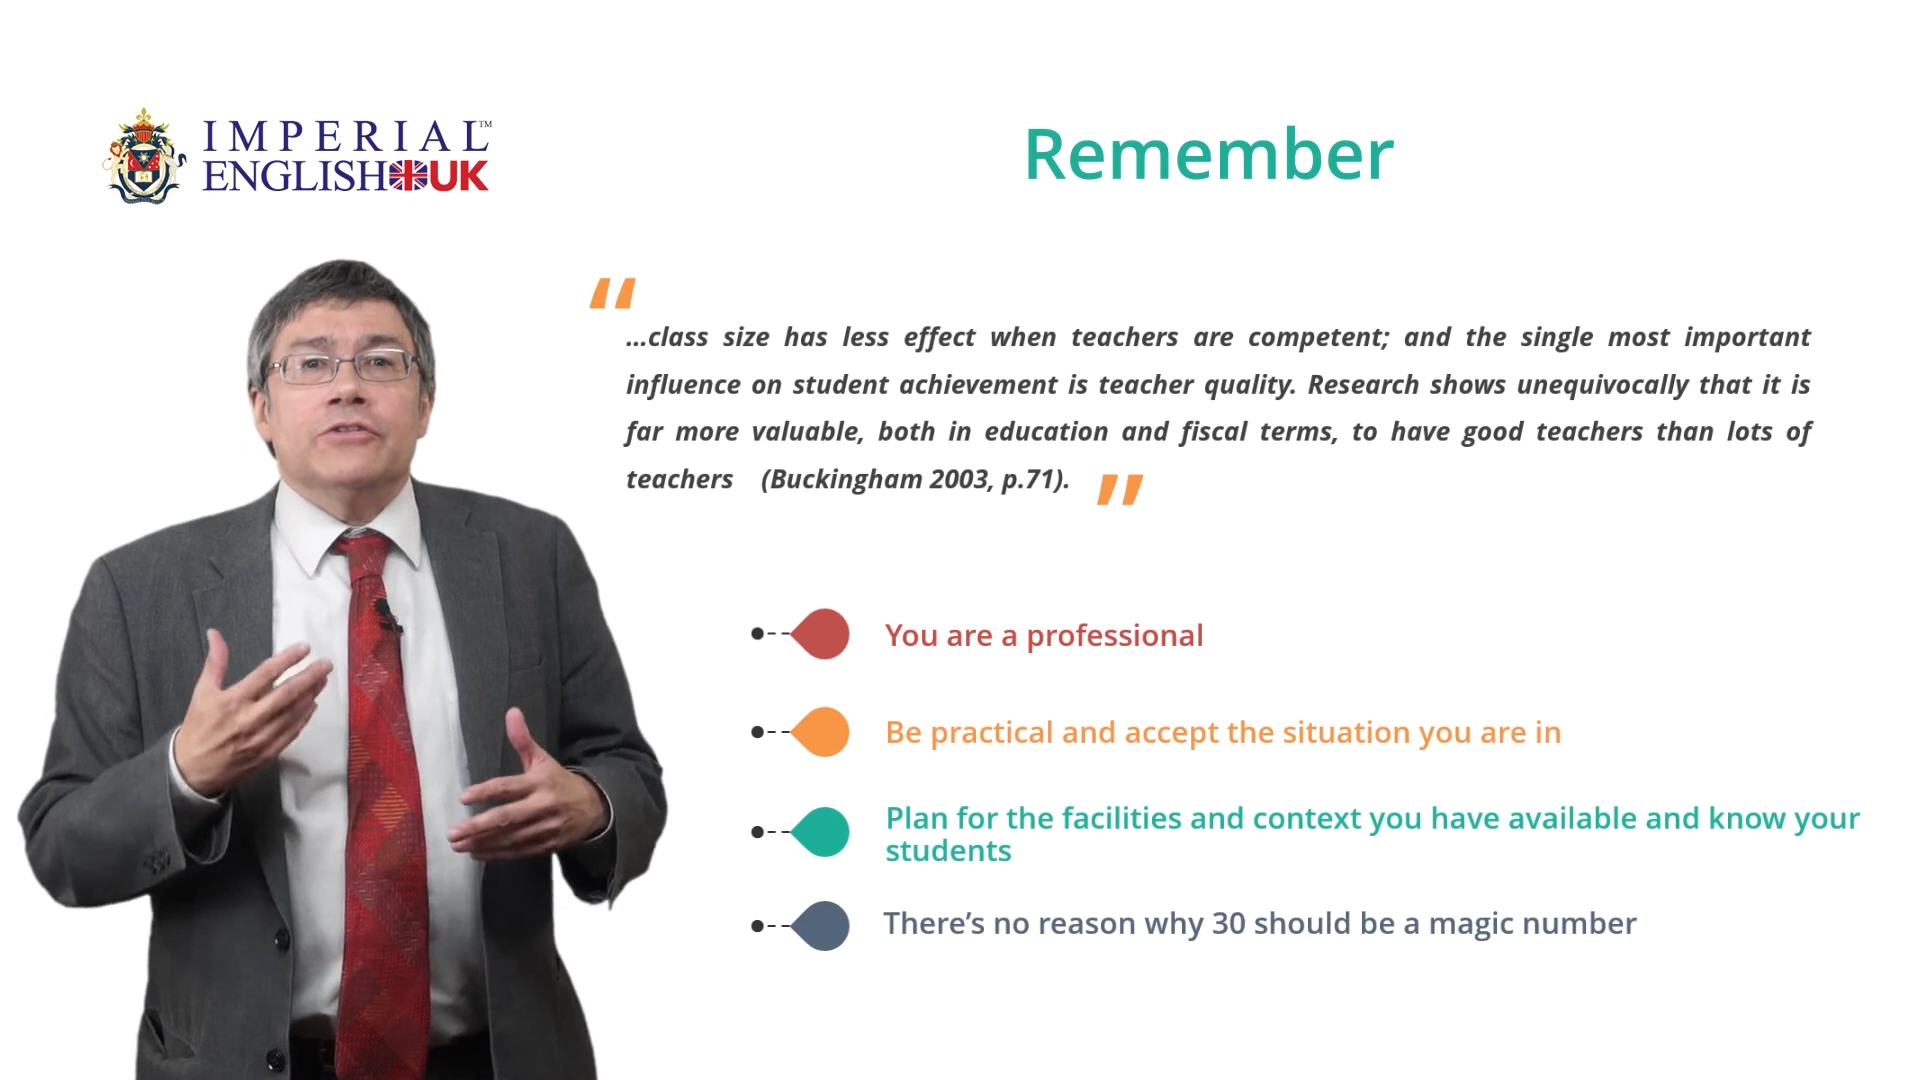 IMPERIAL™
ENGLISH UK
Remember
“
…class size has less effect when teachers are competent; and the single most important
influence on student achievement is teacher quality. Research shows unequivocally that it is
far more valuable, both in education and fiscal terms, to have good teachers than lots of
teachers (Buckingham 2003, p.71). ”
You are a professional
Be practical and accept the situation you are in
Plan for the facilities and context you have available and know your
students
There’s no reason why 30 should be a magic number